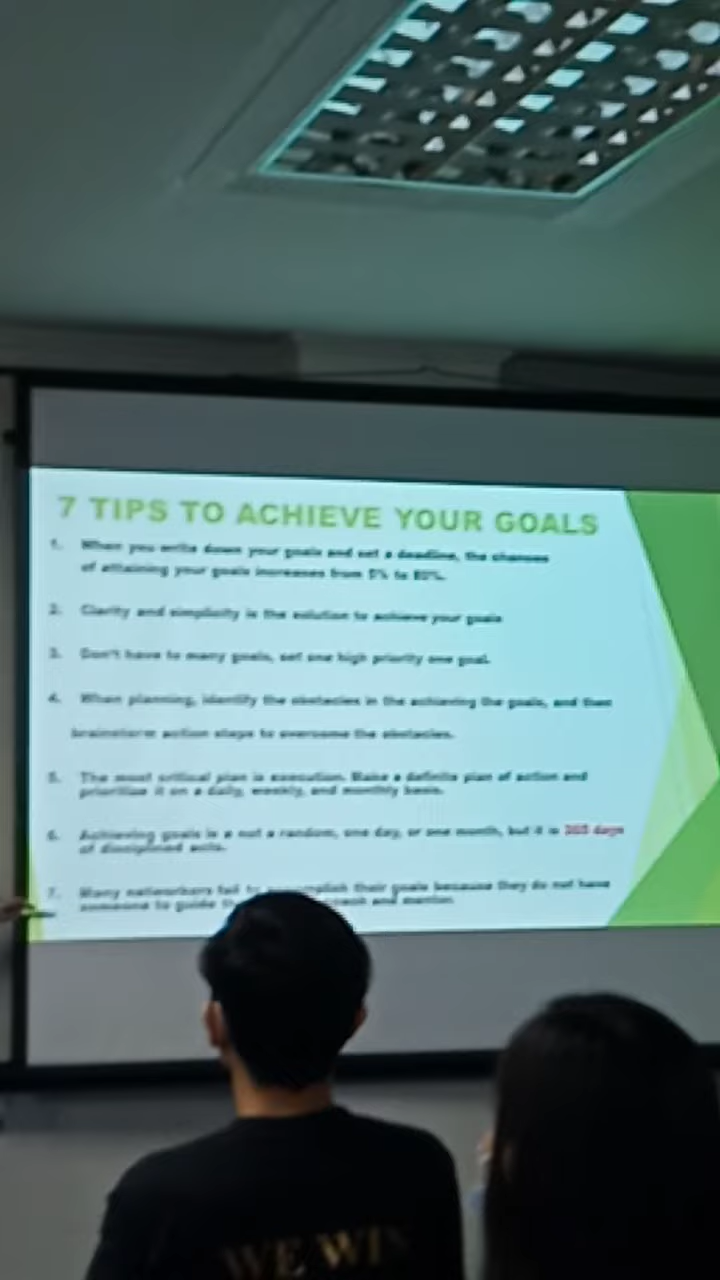 7 TIPS TO ACHIEVE YOUR GOALS
1. When you write down your goals and set a deadline, the chances
of attaining your goals increases from 5% to 80%.
2. Clarity and simplicity is the solution to achieve your goals
3. Don't have to many goals, set one high priority one goal.
4. When planning, identify the obstacles in the achieving the goals, and then
brainstorm action steps to overcome the obstacles.
5. The most critical plan is execution. Make a definite plan of action and
prioritize it on a daily, weekly, and monthly basis.
6. Achieving goals is a not a random, one day, or one month, but it is 365 days
of disciplined acts.
7. Many networkers fail to accomplish their goals because they do not have
someone to guide coach and mentor.
WE WIN